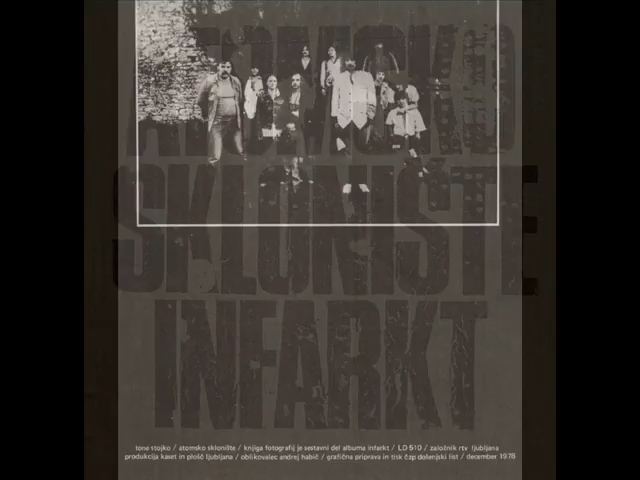 ATOMSKO
SKLONIŠTE
INFARKT
tone stojko / atomsko sklonište / knjiga fotografij je sestavni del albuma infarkt / LD 510 / založnik rtv ljubljana
produkcija kaset in plošč ljubljana / oblikovalec andrej habič / grafična priprava in tisk čzp dolenjski list / december 1978